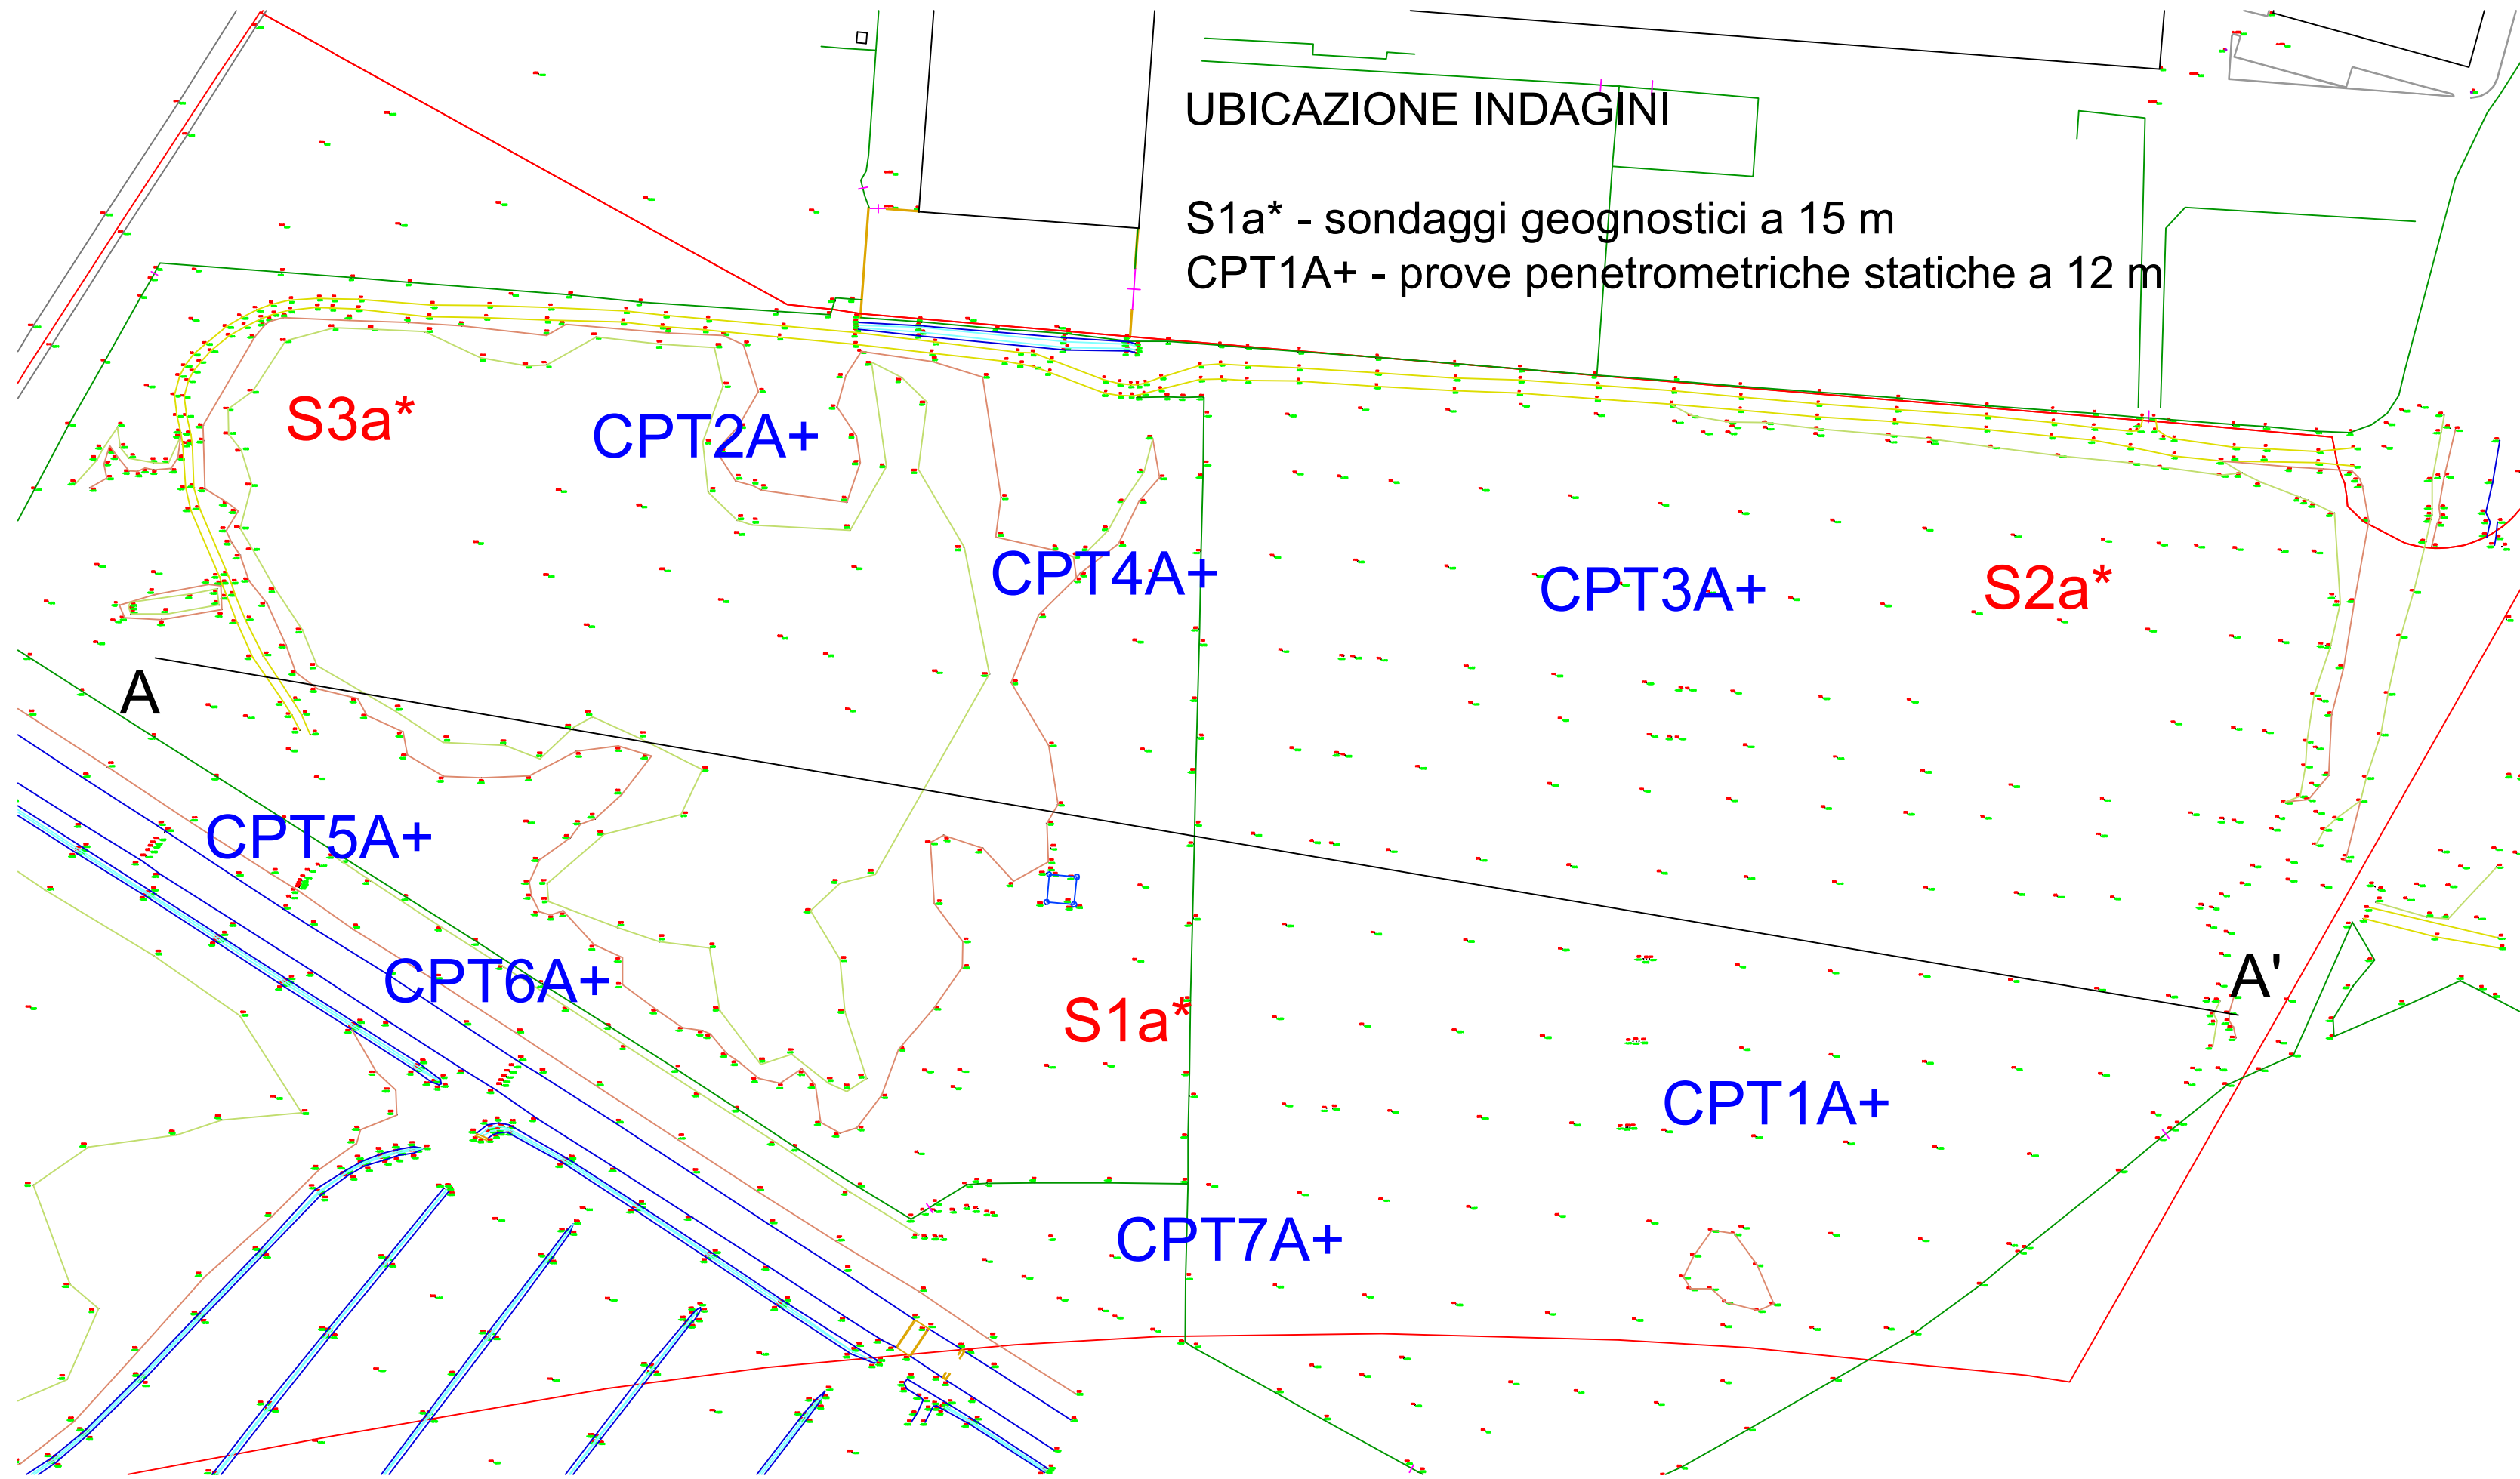 UBICAZIONE INDAGINI
S1a* - sondaggi geognostici a 15 m
CPT1A+ - prove penetrometriche statiche a 12 m
S3a*
CPT2A+
CPT4A+
CPT3A+
S2a*
A
CPT5A+
CPT6A+
A'
S1a*
CPT1A+
CPT7A+